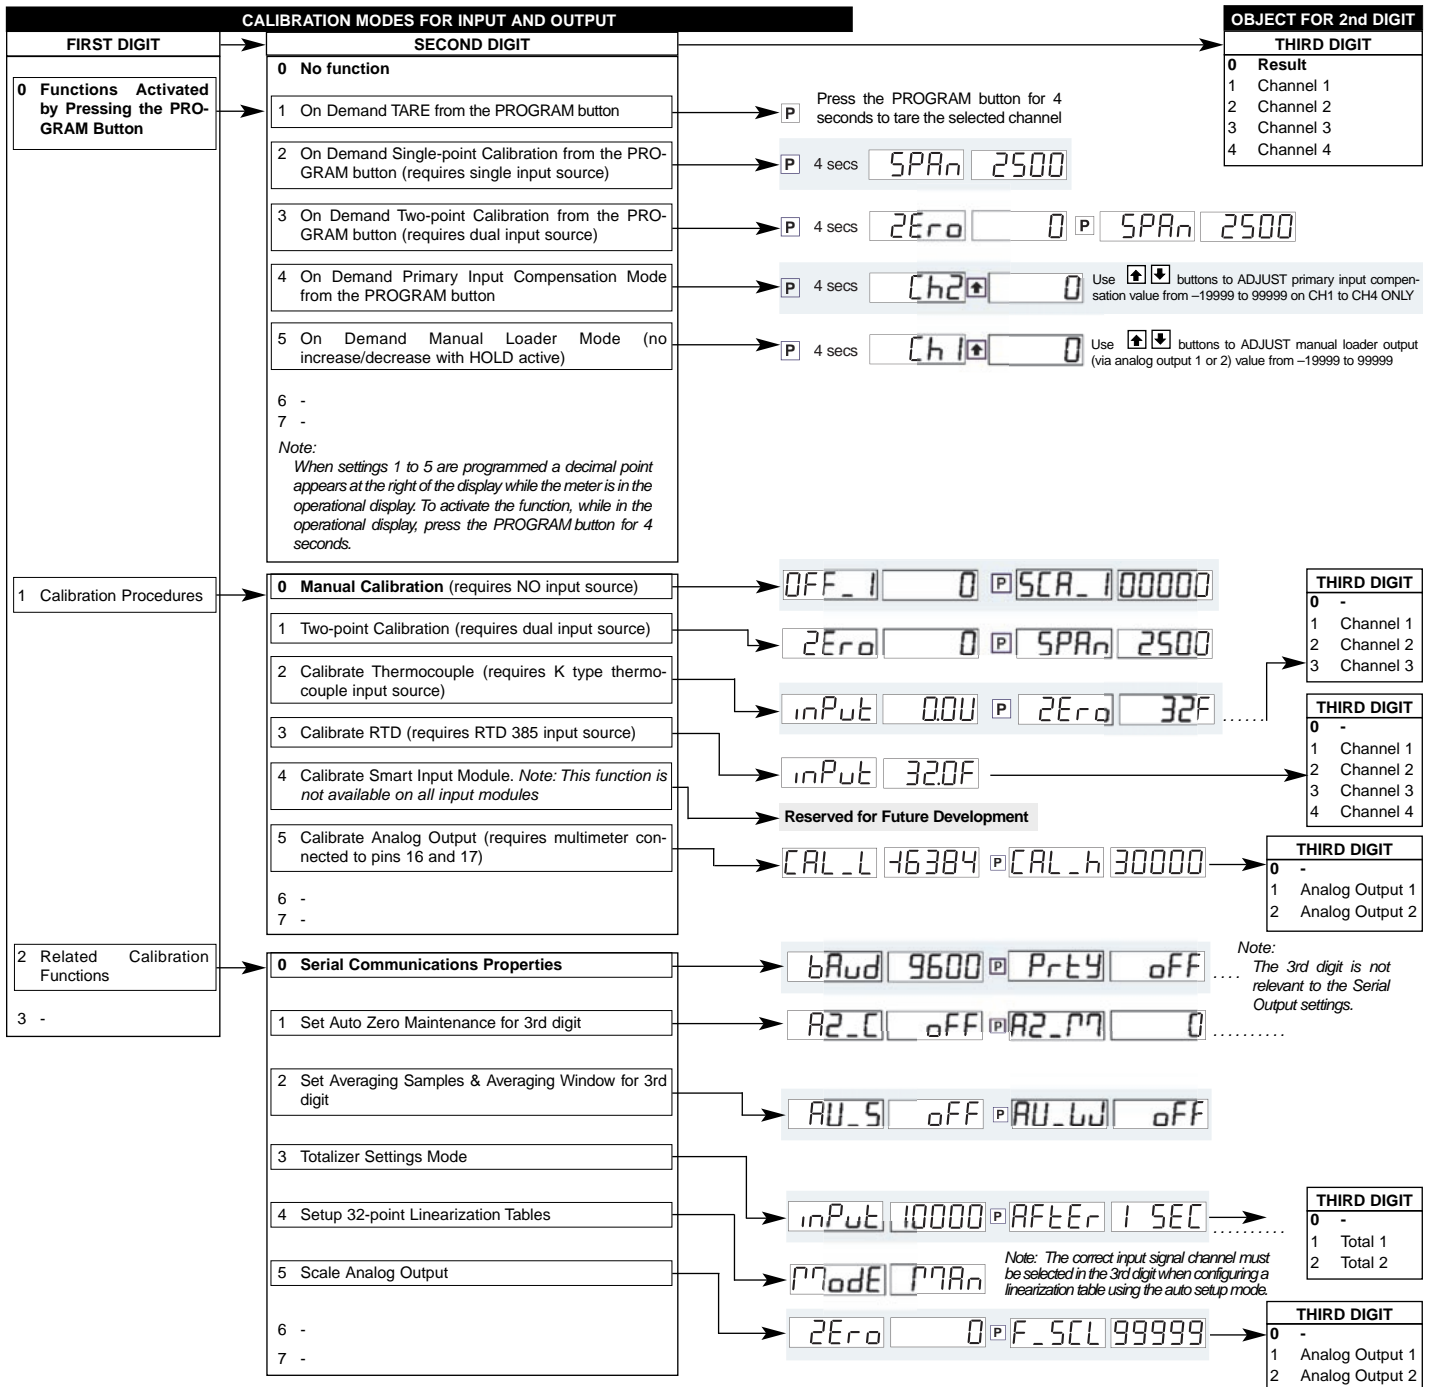 CALIBRATION MODES FOR INPUT AND OUTPUT
OBJECT FOR 2nd DIGIT
FIRST DIGIT
SECOND DIGIT
THIRD DIGIT
0 Result
1 Channel 1
2 Channel 2
3 Channel 3
4 Channel 4
0 Functions Activated
by Pressing the PRO-
GRAM Button
0 No function
1 On Demand TARE from the PROGRAM button
P
Press the PROGRAM button for 4
seconds to tare the selected channel
2 On Demand Single-point Calibration from the PRO-
GRAM button (requires single input source)
P 4 secs SPAn 2500
3 On Demand Two-point Calibration from the PRO-
GRAM button (requires dual input source)
P 4 secs ZEro 0 P SPAn 2500
4 On Demand Primary Input Compensation Mode
from the PROGRAM button
P 4 secs Ch2 0
Use buttons to ADJUST primary input compen-
sation value from –19999 to 99999 on CH1 to CH4 ONLY
5 On Demand Manual Loader Mode (no
increase/decrease with HOLD active)
P 4 secs Ch1 0
Use buttons to ADJUST manual loader output
(via analog output 1 or 2) value from –19999 to 99999
6 -
7 -
Note:
When settings 1 to 5 are programmed a decimal point
appears at the right of the display while the meter is in the
operational display. To activate the function, while in the
operational display, press the PROGRAM button for 4
seconds.
1 Calibration Procedures
0 Manual Calibration (requires NO input source)
OFF_1 0 P SCA_1 00000
1 Two-point Calibration (requires dual input source)
ZEro 0 P SPAn 2500
2 Calibrate Thermocouple (requires K type thermo-
couple input source)
inPut 0.0U P ZEro 32F ......
THIRD DIGIT
0 -
1 Channel 1
2 Channel 2
3 Channel 3
3 Calibrate RTD (requires RTD 385 input source)
inPut 32.0F
THIRD DIGIT
0 -
1 Channel 1
2 Channel 2
3 Channel 3
4 Channel 4
4 Calibrate Smart Input Module. Note: This function is
not available on all input modules
Reserved for Future Development
5 Calibrate Analog Output (requires multimeter con-
nected to pins 16 and 17)
CAL_L -16384 P CAL_h 30000
THIRD DIGIT
0 -
1 Analog Output 1
2 Analog Output 2
6 -
7 -
2 Related Calibration
Functions
3 -
0 Serial Communications Properties
bAud 9600 P PrtY oFF ....
Note:
The 3rd digit is not
relevant to the Serial
Output settings.
1 Set Auto Zero Maintenance for 3rd digit
AZ_C oFF P AZ_M 0 ..........
2 Set Averaging Samples & Averaging Window for 3rd
digit
AU_S oFF P AU_W oFF
3 Totalizer Settings Mode
inPut 10000 P AFtEr 1 SEC ..........
THIRD DIGIT
0 -
1 Total 1
2 Total 2
4 Setup 32-point Linearization Tables
ModE MAn
Note: The correct input signal channel must
be selected in the 3rd digit when configuring a
linearization table using the auto setup mode.
5 Scale Analog Output
ZEro 0 P F_SCL 99999
THIRD DIGIT
0 -
1 Analog Output 1
2 Analog Output 2
6 -
7 -